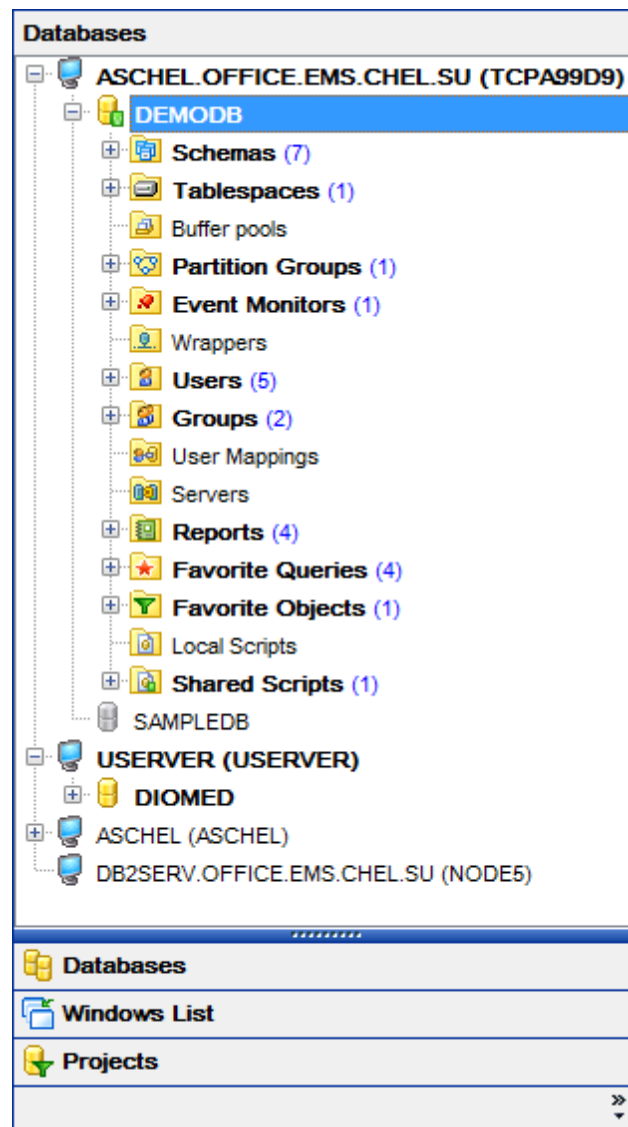 Databases
ASCHEL.OFFICE.EMS.CHEL.SU (TCPA99D9)
DEMODB
Schemas (7)
Tablespaces (1)
Buffer pools
Partition Groups (1)
Event Monitors (1)
Wrappers
Users (5)
Groups (2)
User Mappings
Servers
Reports (4)
Favorite Queries (4)
Favorite Objects (1)
Local Scripts
Shared Scripts (1)
SAMPLEDB
USERVER (USERVER)
DIOMED
ASCHEL (ASCHEL)
DB2SERV.OFFICE.EMS.CHEL.SU (NODE5)
Databases
Windows List
Projects